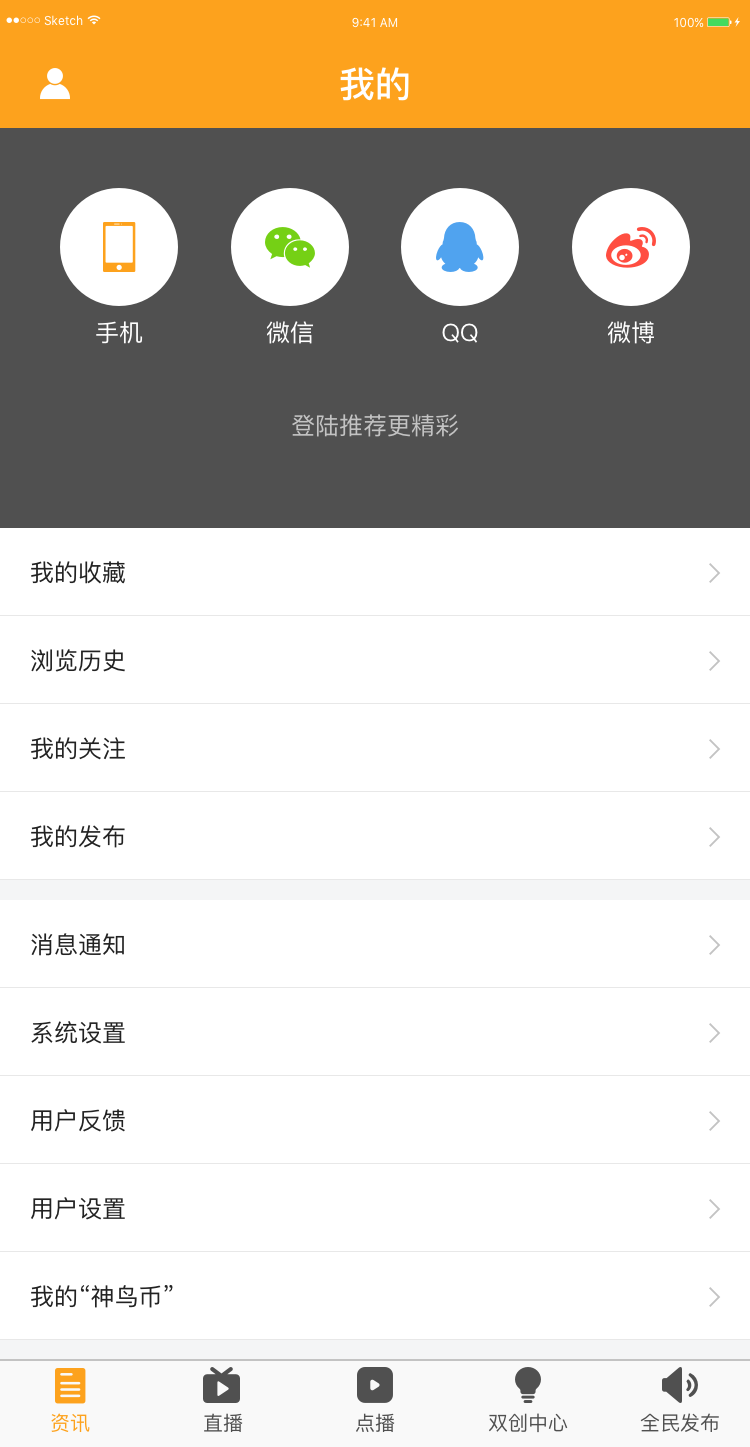 Sketch 9:41 AM 100%
我的
手机 微信 QQ 微博
登陆推荐更精彩
我的收藏
浏览历史
我的关注
我的发布
消息通知
系统设置
用户反馈
用户设置
我的“神鸟币”
资讯 直播 点播 双创中心 全民发布